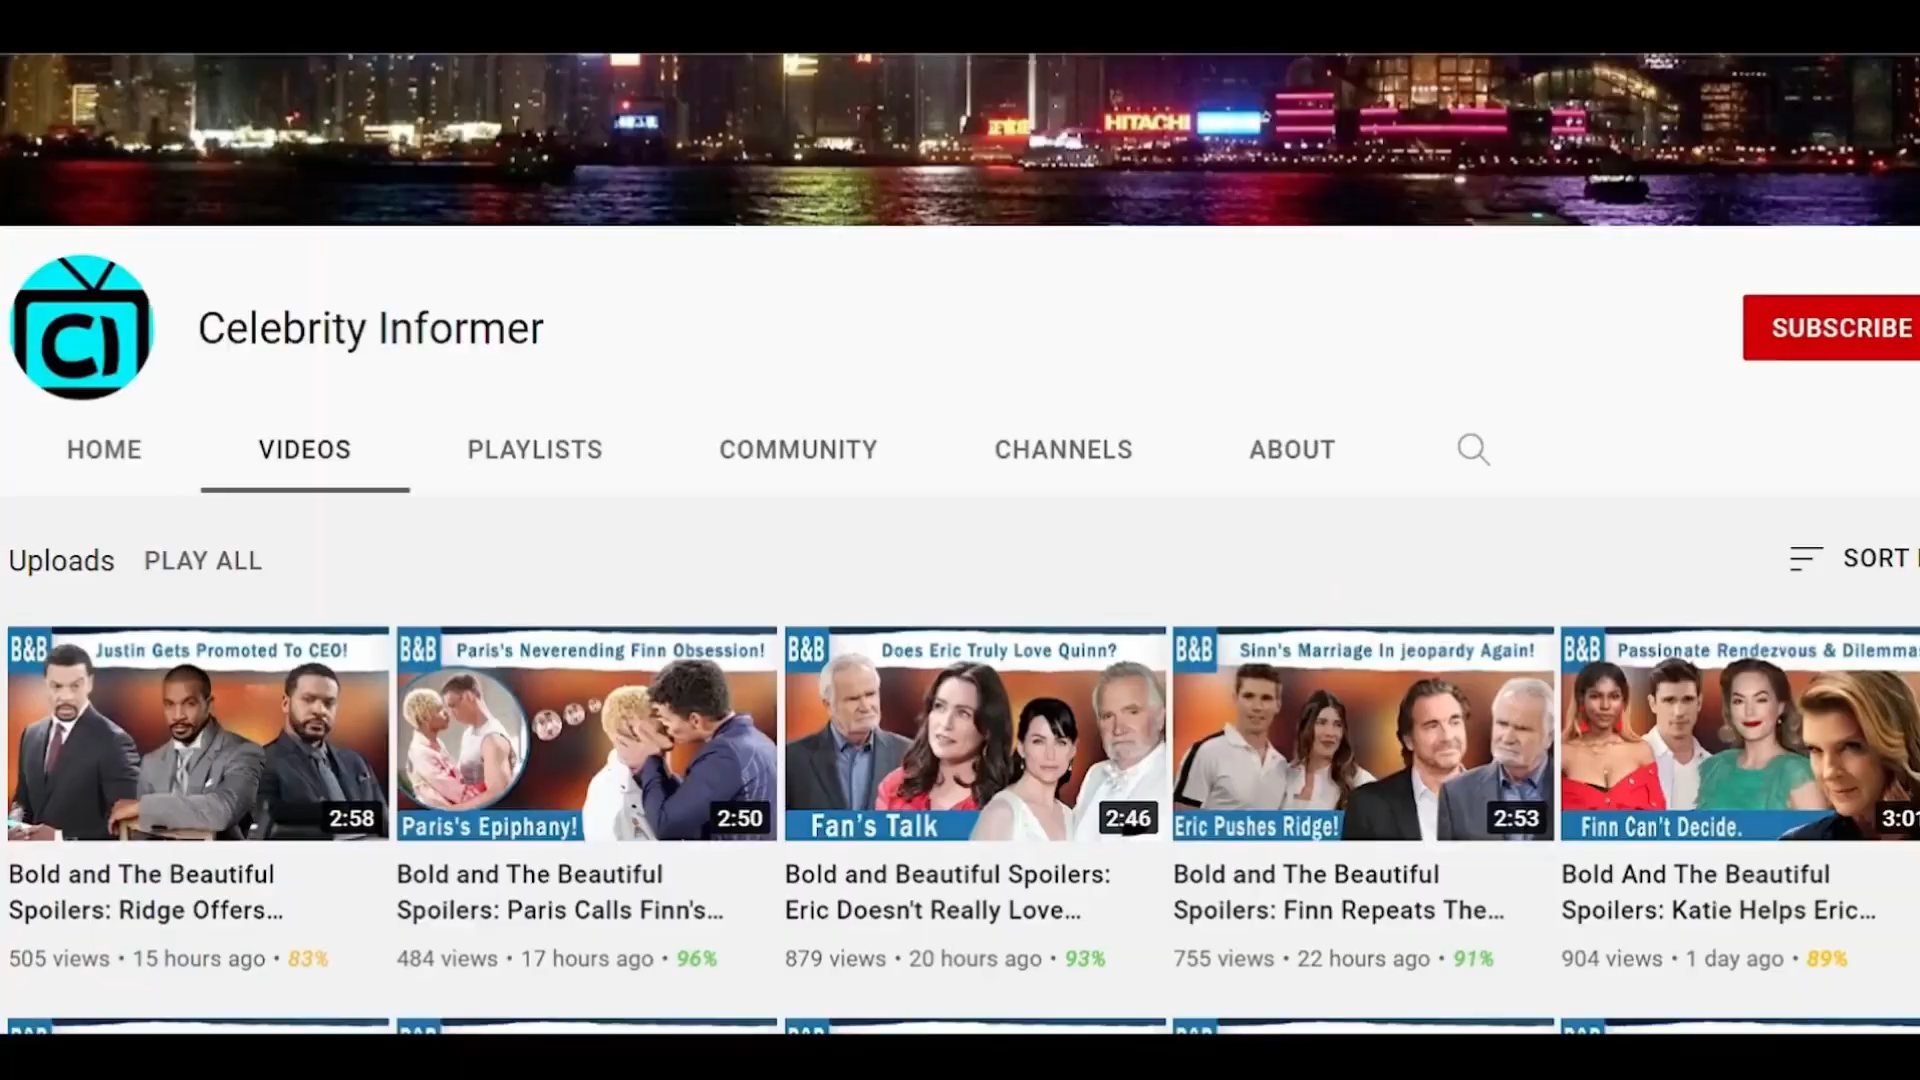 HITACHI
CI
Celebrity Informer
SUBSCRIBE
HOME
VIDEOS
PLAYLISTS
COMMUNITY
CHANNELS
ABOUT
Uploads
PLAY ALL
SORT
B&B
Justin Gets Promoted To CEO!
2:58
B&B
Paris's Neverending Finn Obsession!
Paris's Epiphany!
2:50
B&B
Does Eric Truly Love Quinn?
Fan's Talk
2:46
B&B
Sinn's Marriage In jeopardy Again!
Eric Pushes Ridge!
2:53
B&B
Passionate Rendezvous & Dilemma
Finn Can't Decide.
3:01
Bold and The Beautiful
Spoilers: Ridge Offers...
505 views • 15 hours ago • 83%
Bold and The Beautiful
Spoilers: Paris Calls Finn's...
484 views • 17 hours ago • 96%
Bold and Beautiful Spoilers:
Eric Doesn't Really Love...
879 views • 20 hours ago • 93%
Bold and The Beautiful
Spoilers: Finn Repeats The...
755 views • 22 hours ago • 91%
Bold And The Beautiful
Spoilers: Katie Helps Eric...
904 views • 1 day ago • 89%